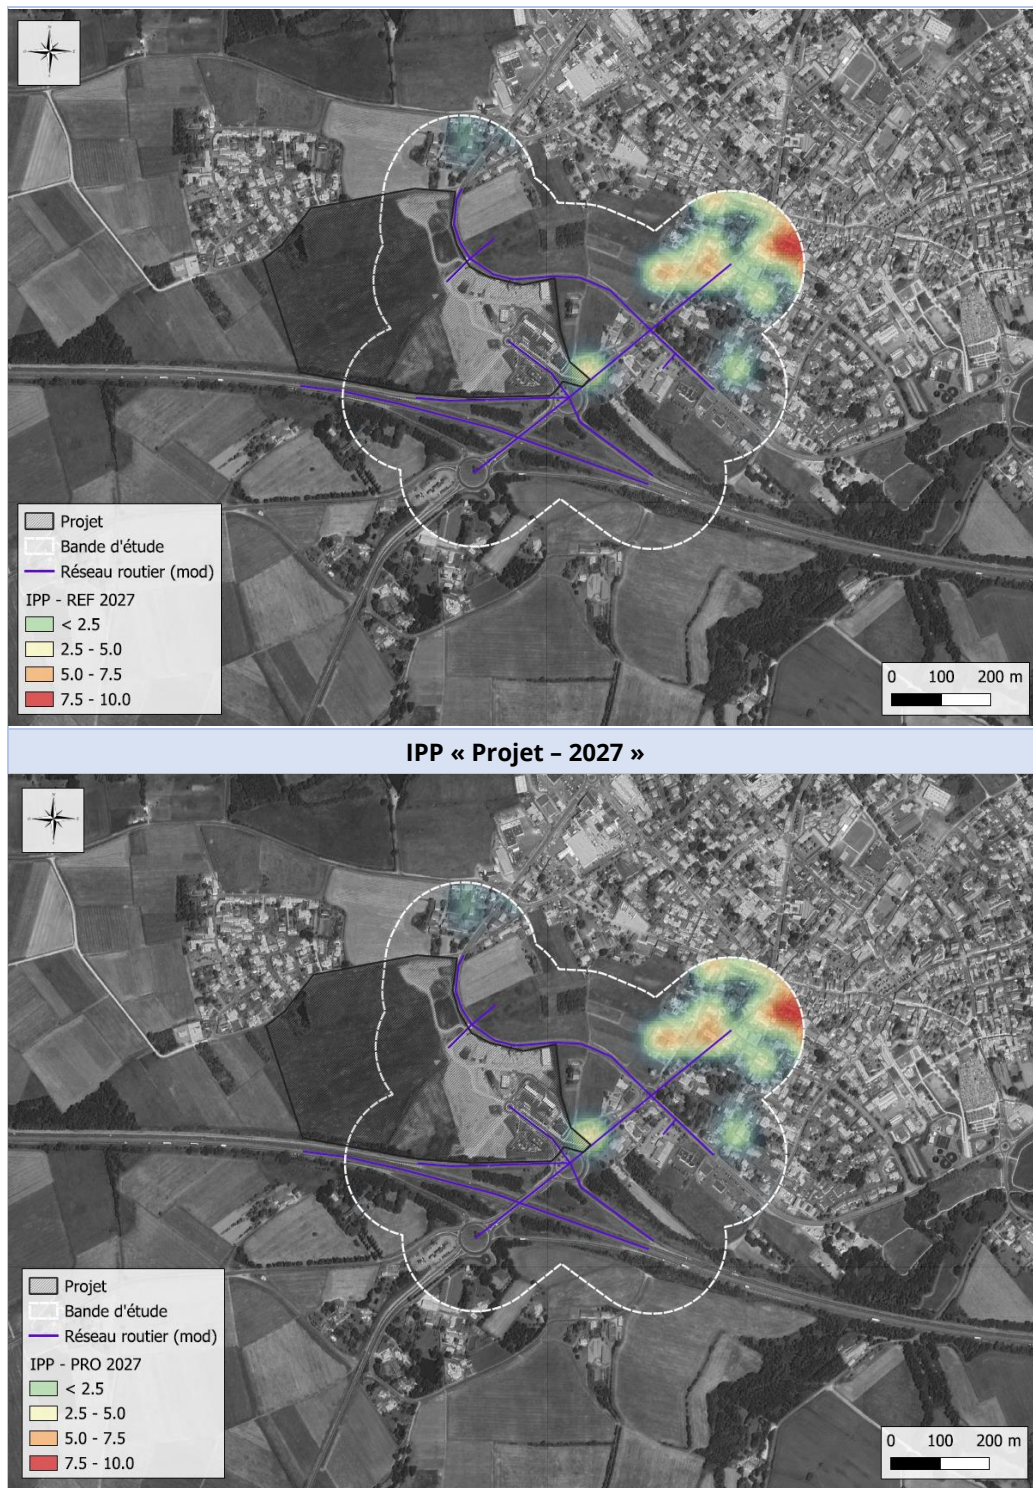 Projet
Bande d'étude
Réseau routier (mod)
IPP - REF 2027
< 2.5
2.5 - 5.0
5.0 - 7.5
7.5 - 10.0
0 100 200 m
IPP « Projet – 2027 »
Projet
Bande d'étude
Réseau routier (mod)
IPP - PRO 2027
< 2.5
2.5 - 5.0
5.0 - 7.5
7.5 - 10.0
0 100 200 m